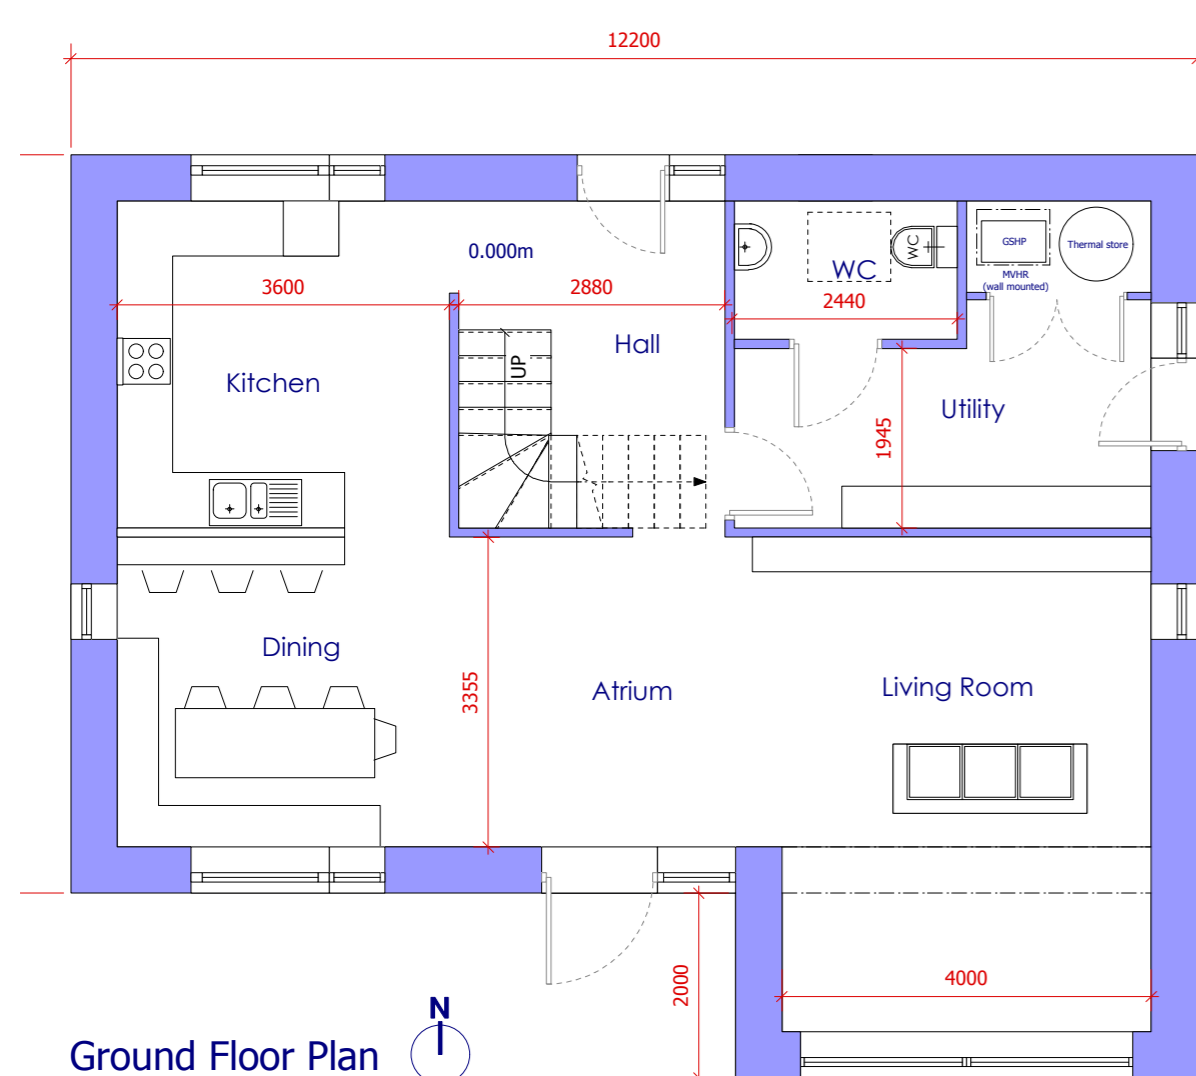 12200
0.000m
WC
WC
GSHP
Thermal store
MVHR
(wall mounted)
3600
2880
2440
Hall
UP
Kitchen
Utility
1945
Dining
3355
Atrium
Living Room
2000
4000
N
Ground Floor Plan